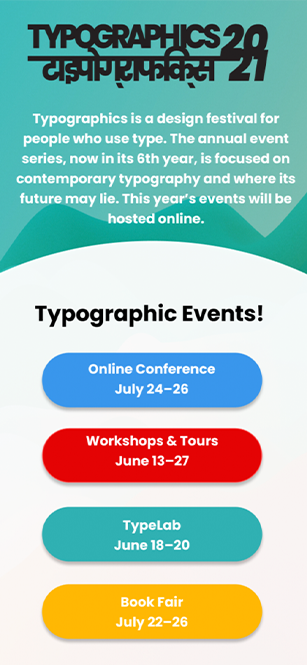 TYPOGRAPHICS 20
टाइपोग्राफिक्स 21
Typographics is a design festival for
people who use type. The annual event
series, now in its 6th year, is focused on
contemporary typography and where its
future may lie. This year's events will be
hosted online.
Typographic Events!
Online Conference
July 24–26
Workshops & Tours
June 13–27
TypeLab
June 18–20
Book Fair
July 22–26